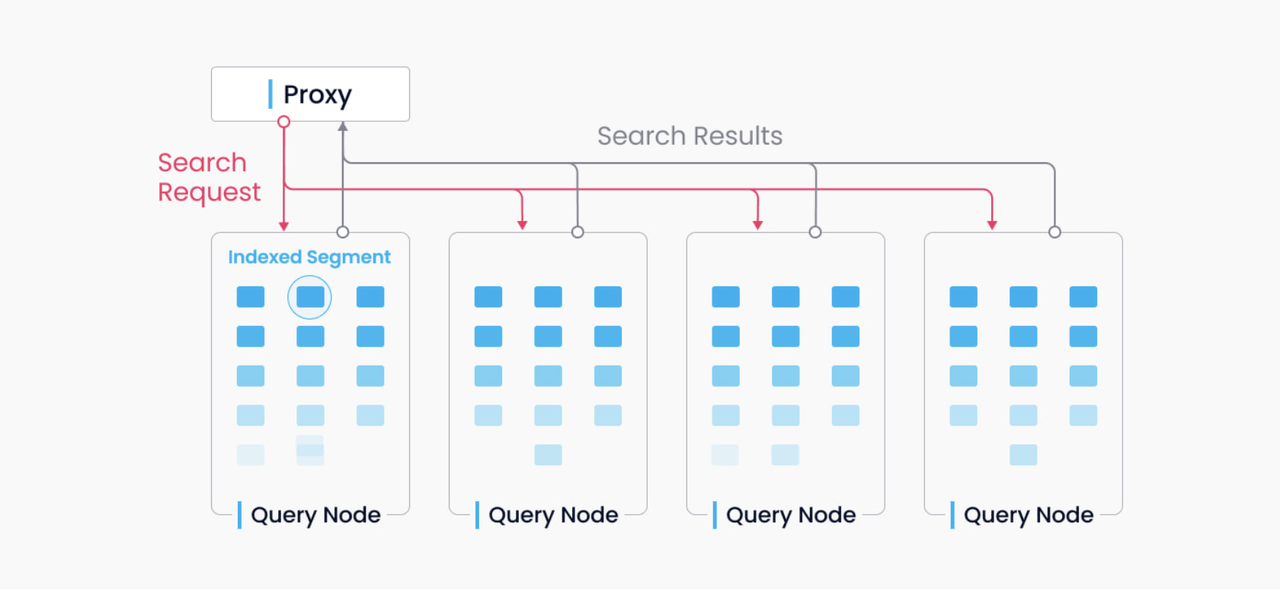 Proxy
Search Results
Search
Request
Indexed Segment
Query Node
Query Node
Query Node
Query Node